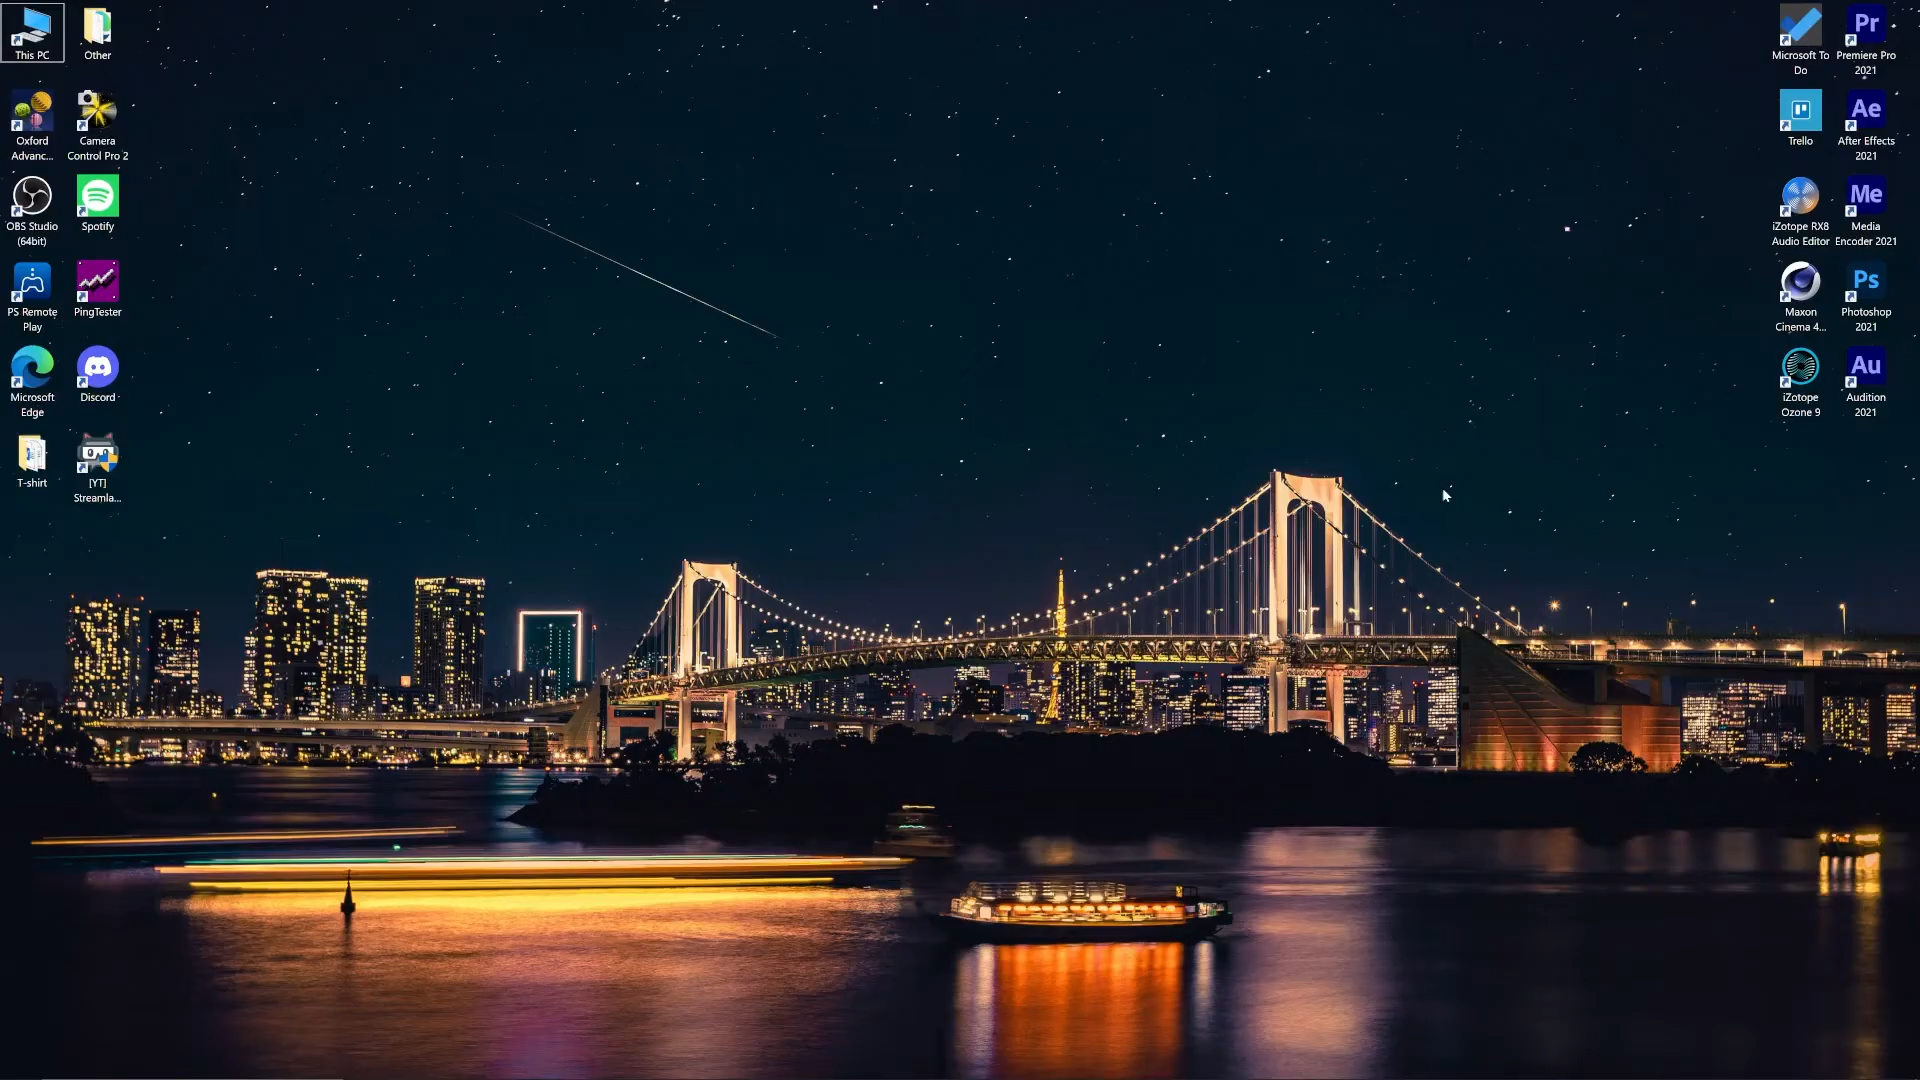 This PC
Other
Oxford
Advanc...
Camera
Control Pro 2
OBS Studio
(64bit)
Spotify
PS Remote
Play
PingTester
Microsoft
Edge
Discord
T-shirt
[YT]
Streamla...
Microsoft To
Do
Pr
Premiere Pro
2021
Trello
Ae
After Effects
2021
iZotope RX8
Audio Editor
Me
Media
Encoder 2021
Maxon
Cinema 4...
Ps
Photoshop
2021
iZotope
Ozone 9
Au
Audition
2021